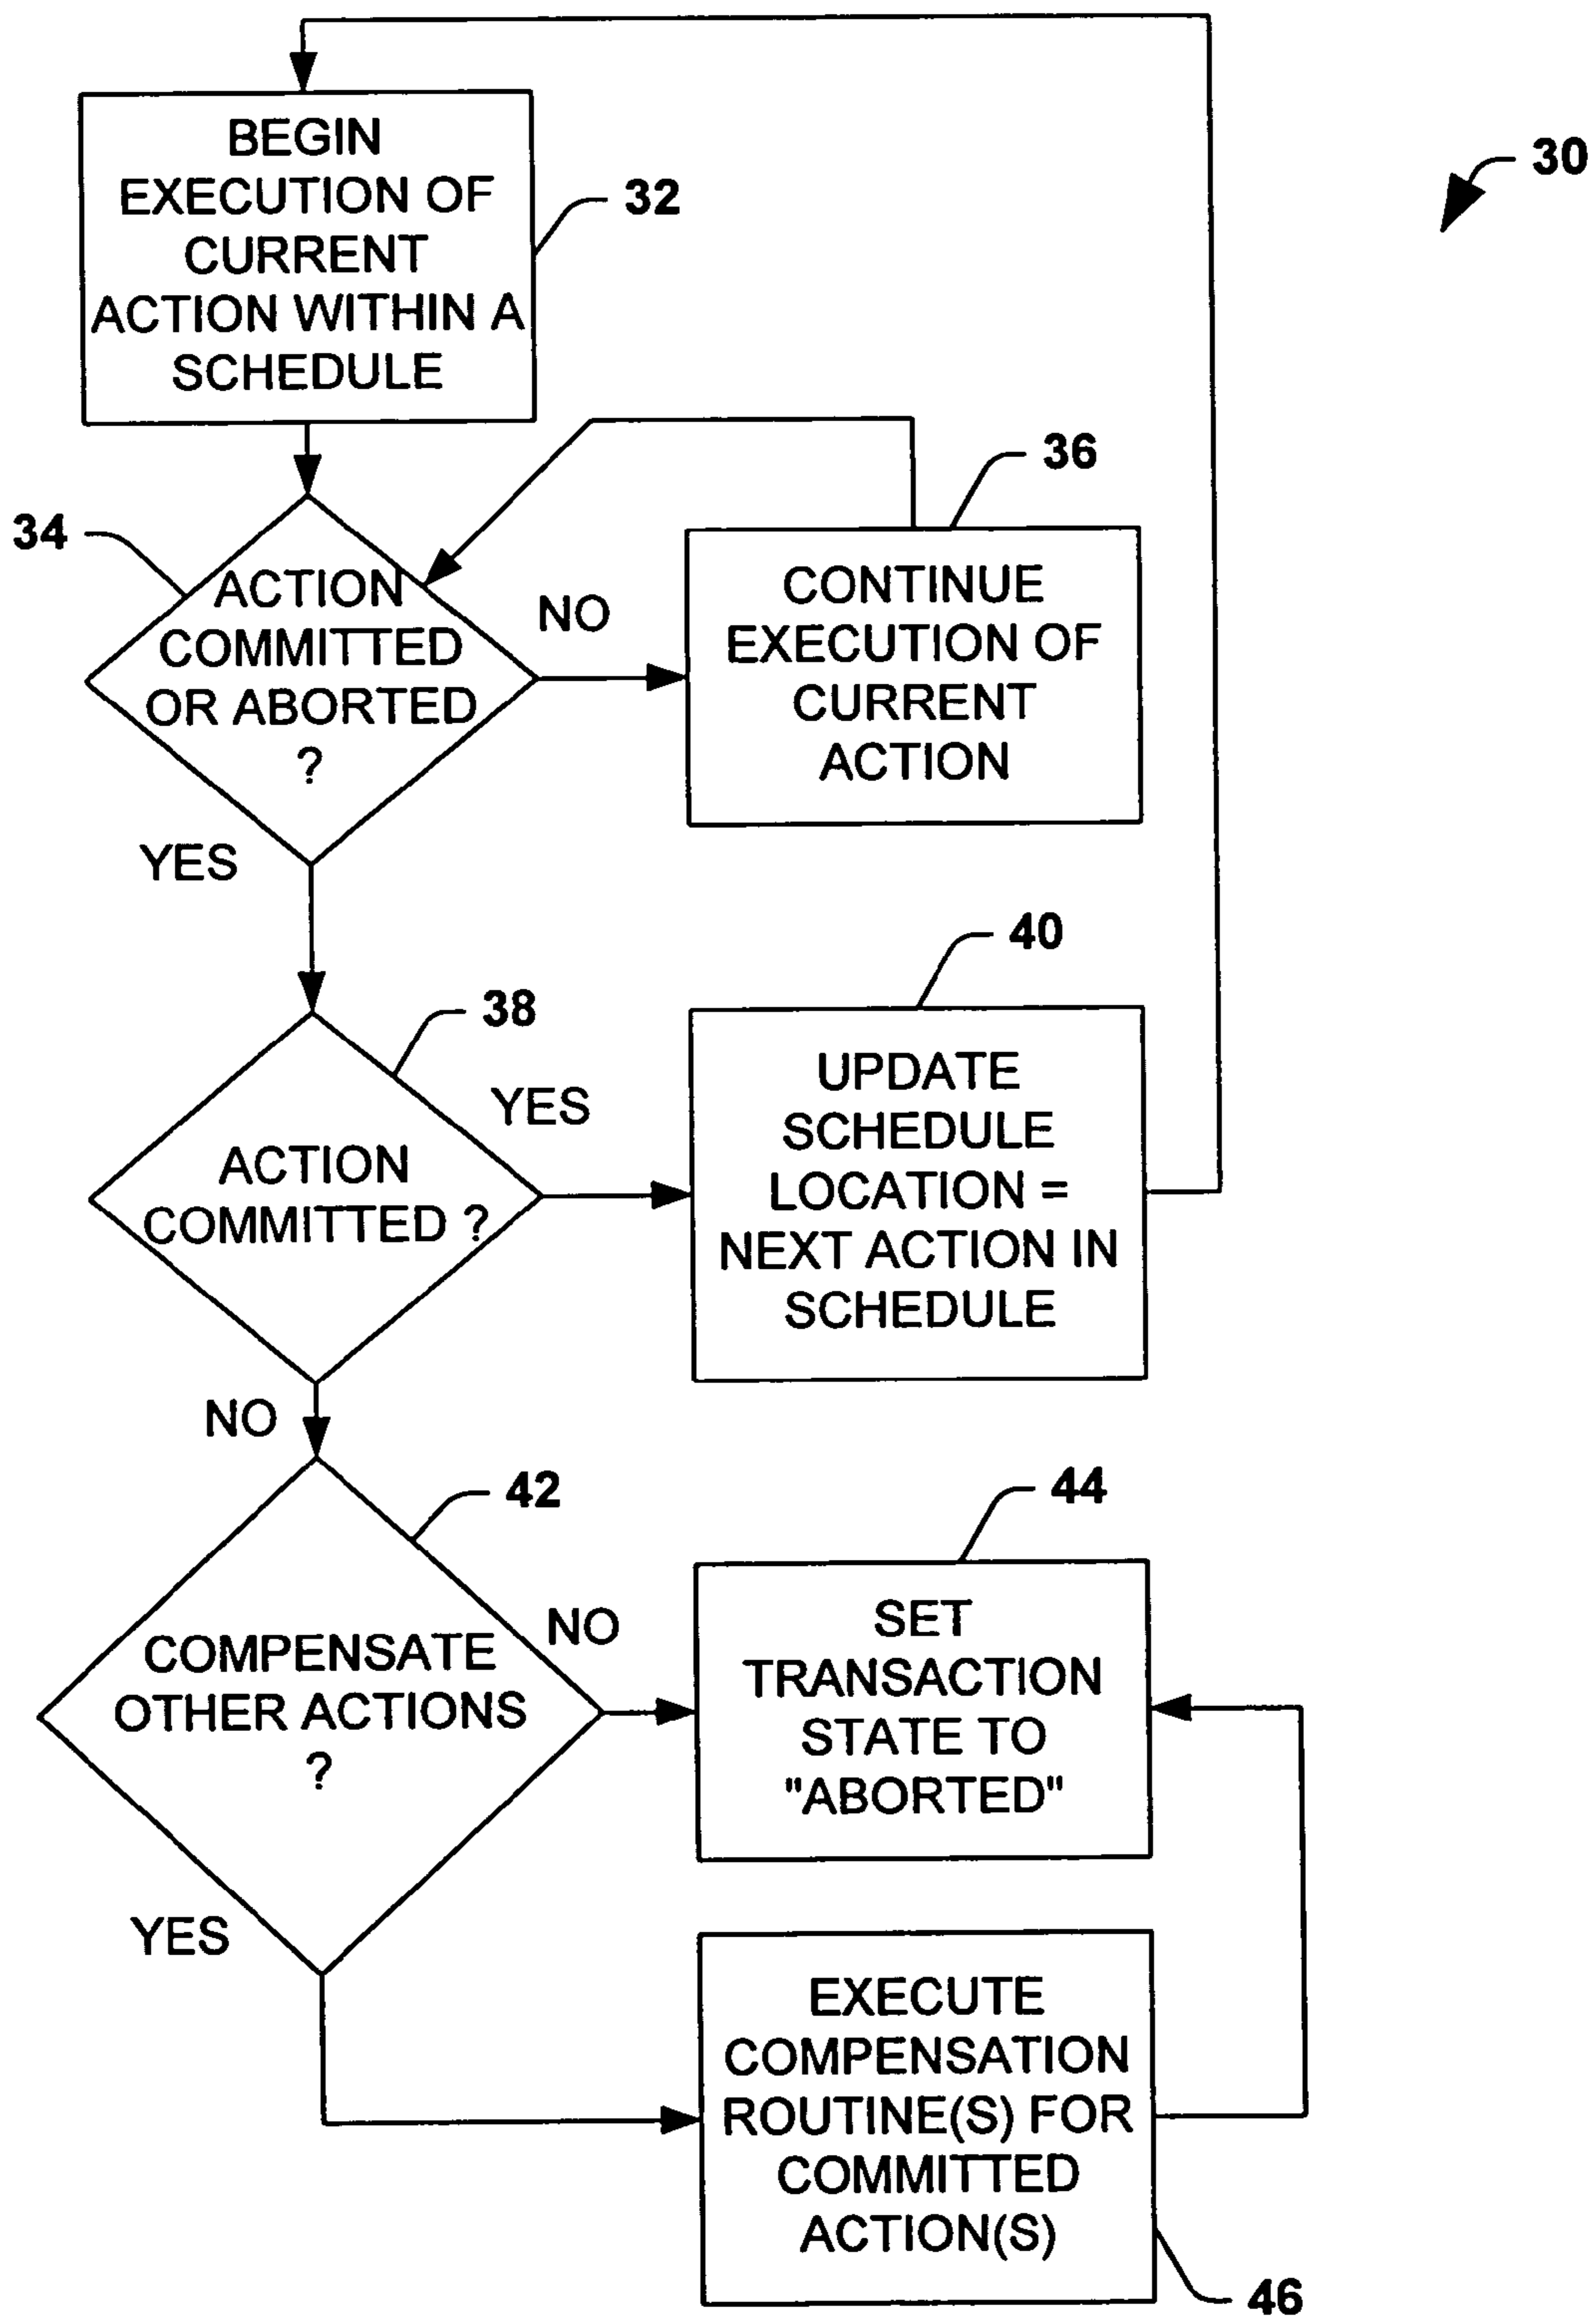 30
BEGIN
EXECUTION OF
CURRENT
ACTION WITHIN A
SCHEDULE
32
34
ACTION
COMMITTED
OR ABORTED
?
NO
YES
36
CONTINUE
EXECUTION OF
CURRENT
ACTION
38
ACTION
COMMITTED ?
YES
NO
40
UPDATE
SCHEDULE
LOCATION =
NEXT ACTION IN
SCHEDULE
42
COMPENSATE
OTHER ACTIONS
?
NO
YES
44
SET
TRANSACTION
STATE TO
"ABORTED"
EXECUTE
COMPENSATION
ROUTINE(S) FOR
COMMITTED
ACTION(S)
46